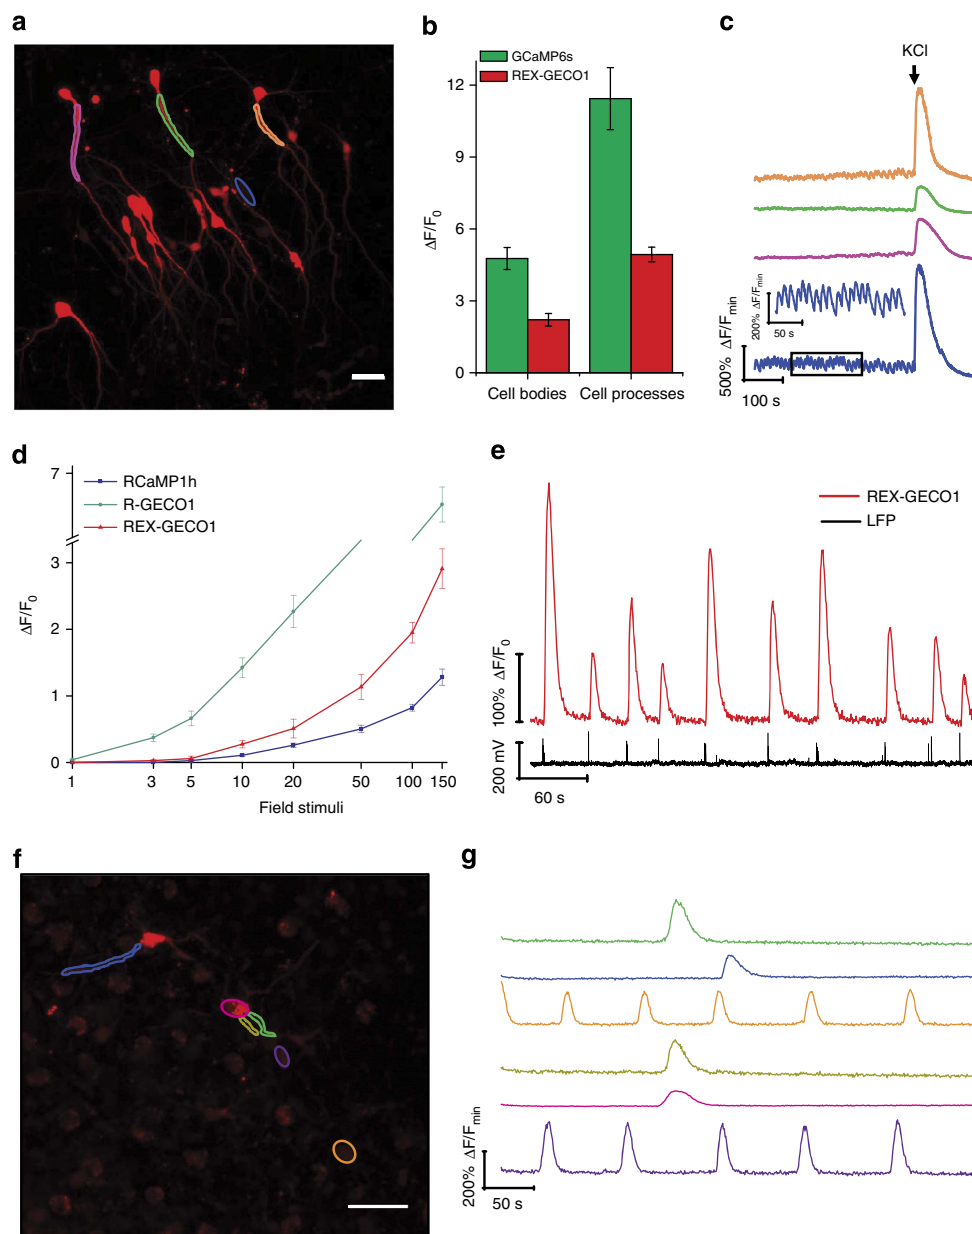 a
b
GCaMP6s
REX-GECO1
12
9
6
3
0
ΔF/F0
Cell bodies
Cell processes
c
KCl
200% ΔF/Fmin
50 s
500% ΔF/Fmin
100 s
d
RCaMP1h
R-GECO1
REX-GECO1
7
3
2
1
0
ΔF/F0
1
3
5
10
20
50
100
150
Field stimuli
e
REX-GECO1
LFP
100% ΔF/F0
200 mV
60 s
f
g
200% ΔF/Fmin
50 s